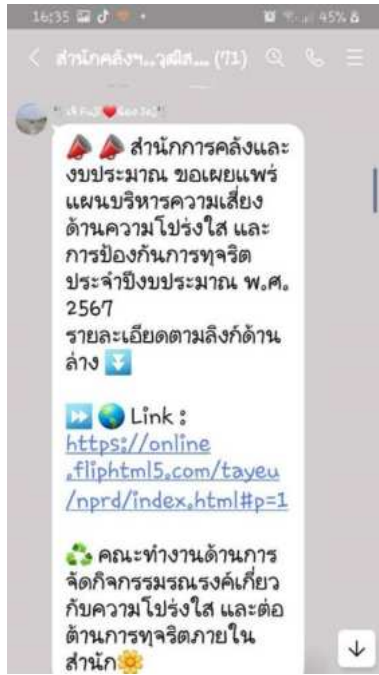 16:35
45%
สำนักคลังฯ..วุฒิส... (71)
สำนักการคลังและ
งบประมาณ ขอเผยแพร่
แผนบริหารความเสี่ยง
ด้านความโปร่งใส และ
การป้องกันการทุจริต
ประจำปีงบประมาณ พ.ศ.
2567
รายละเอียดตามลิงก์ด้าน
ล่าง
Link :
https://online
.fliphtml5.com/tayeu
/nprd/index.html#p=1
คณะทำงานด้านการ
จัดกิจกรรมรณรงค์เกี่ยว
กับความโปร่งใส และต่อ
ต้านการทุจริตภายใน
สำนัก